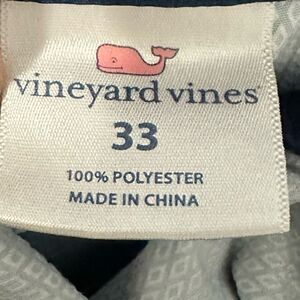 vineyard vines
33
100% POLYESTER
MADE IN CHINA